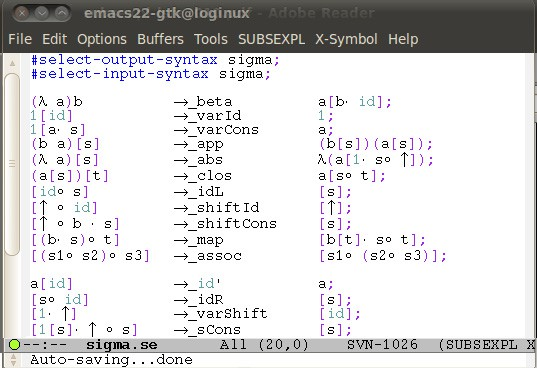 emacs22-gtk@loginux
File Edit Options Buffers Tools SUBSEXPL X-Symbol Help
#select-output-syntax sigma;
#select-input-syntax sigma;
(λ a)b →_beta a[b· id];
1[id] →_varId 1;
1[a· s] →_varCons a;
(b a)[s] →_app (b[s])(a[s]);
(λ a)[s] →_abs λ(a[1· s∘ ↑]);
(a[s])[t] →_clos a[s∘ t];
[id∘ s] →_idL [s];
[↑ ∘ id] →_shiftId [↑];
[↑ ∘ b · s] →_shiftCons [s];
[(b· s)∘ t] →_map [b[t]· s∘ t];
[(s1∘ s2)∘ s3] →_assoc [s1∘ (s2∘ s3)];
a[id] →_id' a;
[s∘ id] →_idR [s];
[1· ↑] →_varShift [id];
[1[s]· ↑ ∘ s] →_sCons [s];
--:-- sigma.se All (20,0) SVN-1026 (SUBSEXPL X
Auto-saving...done